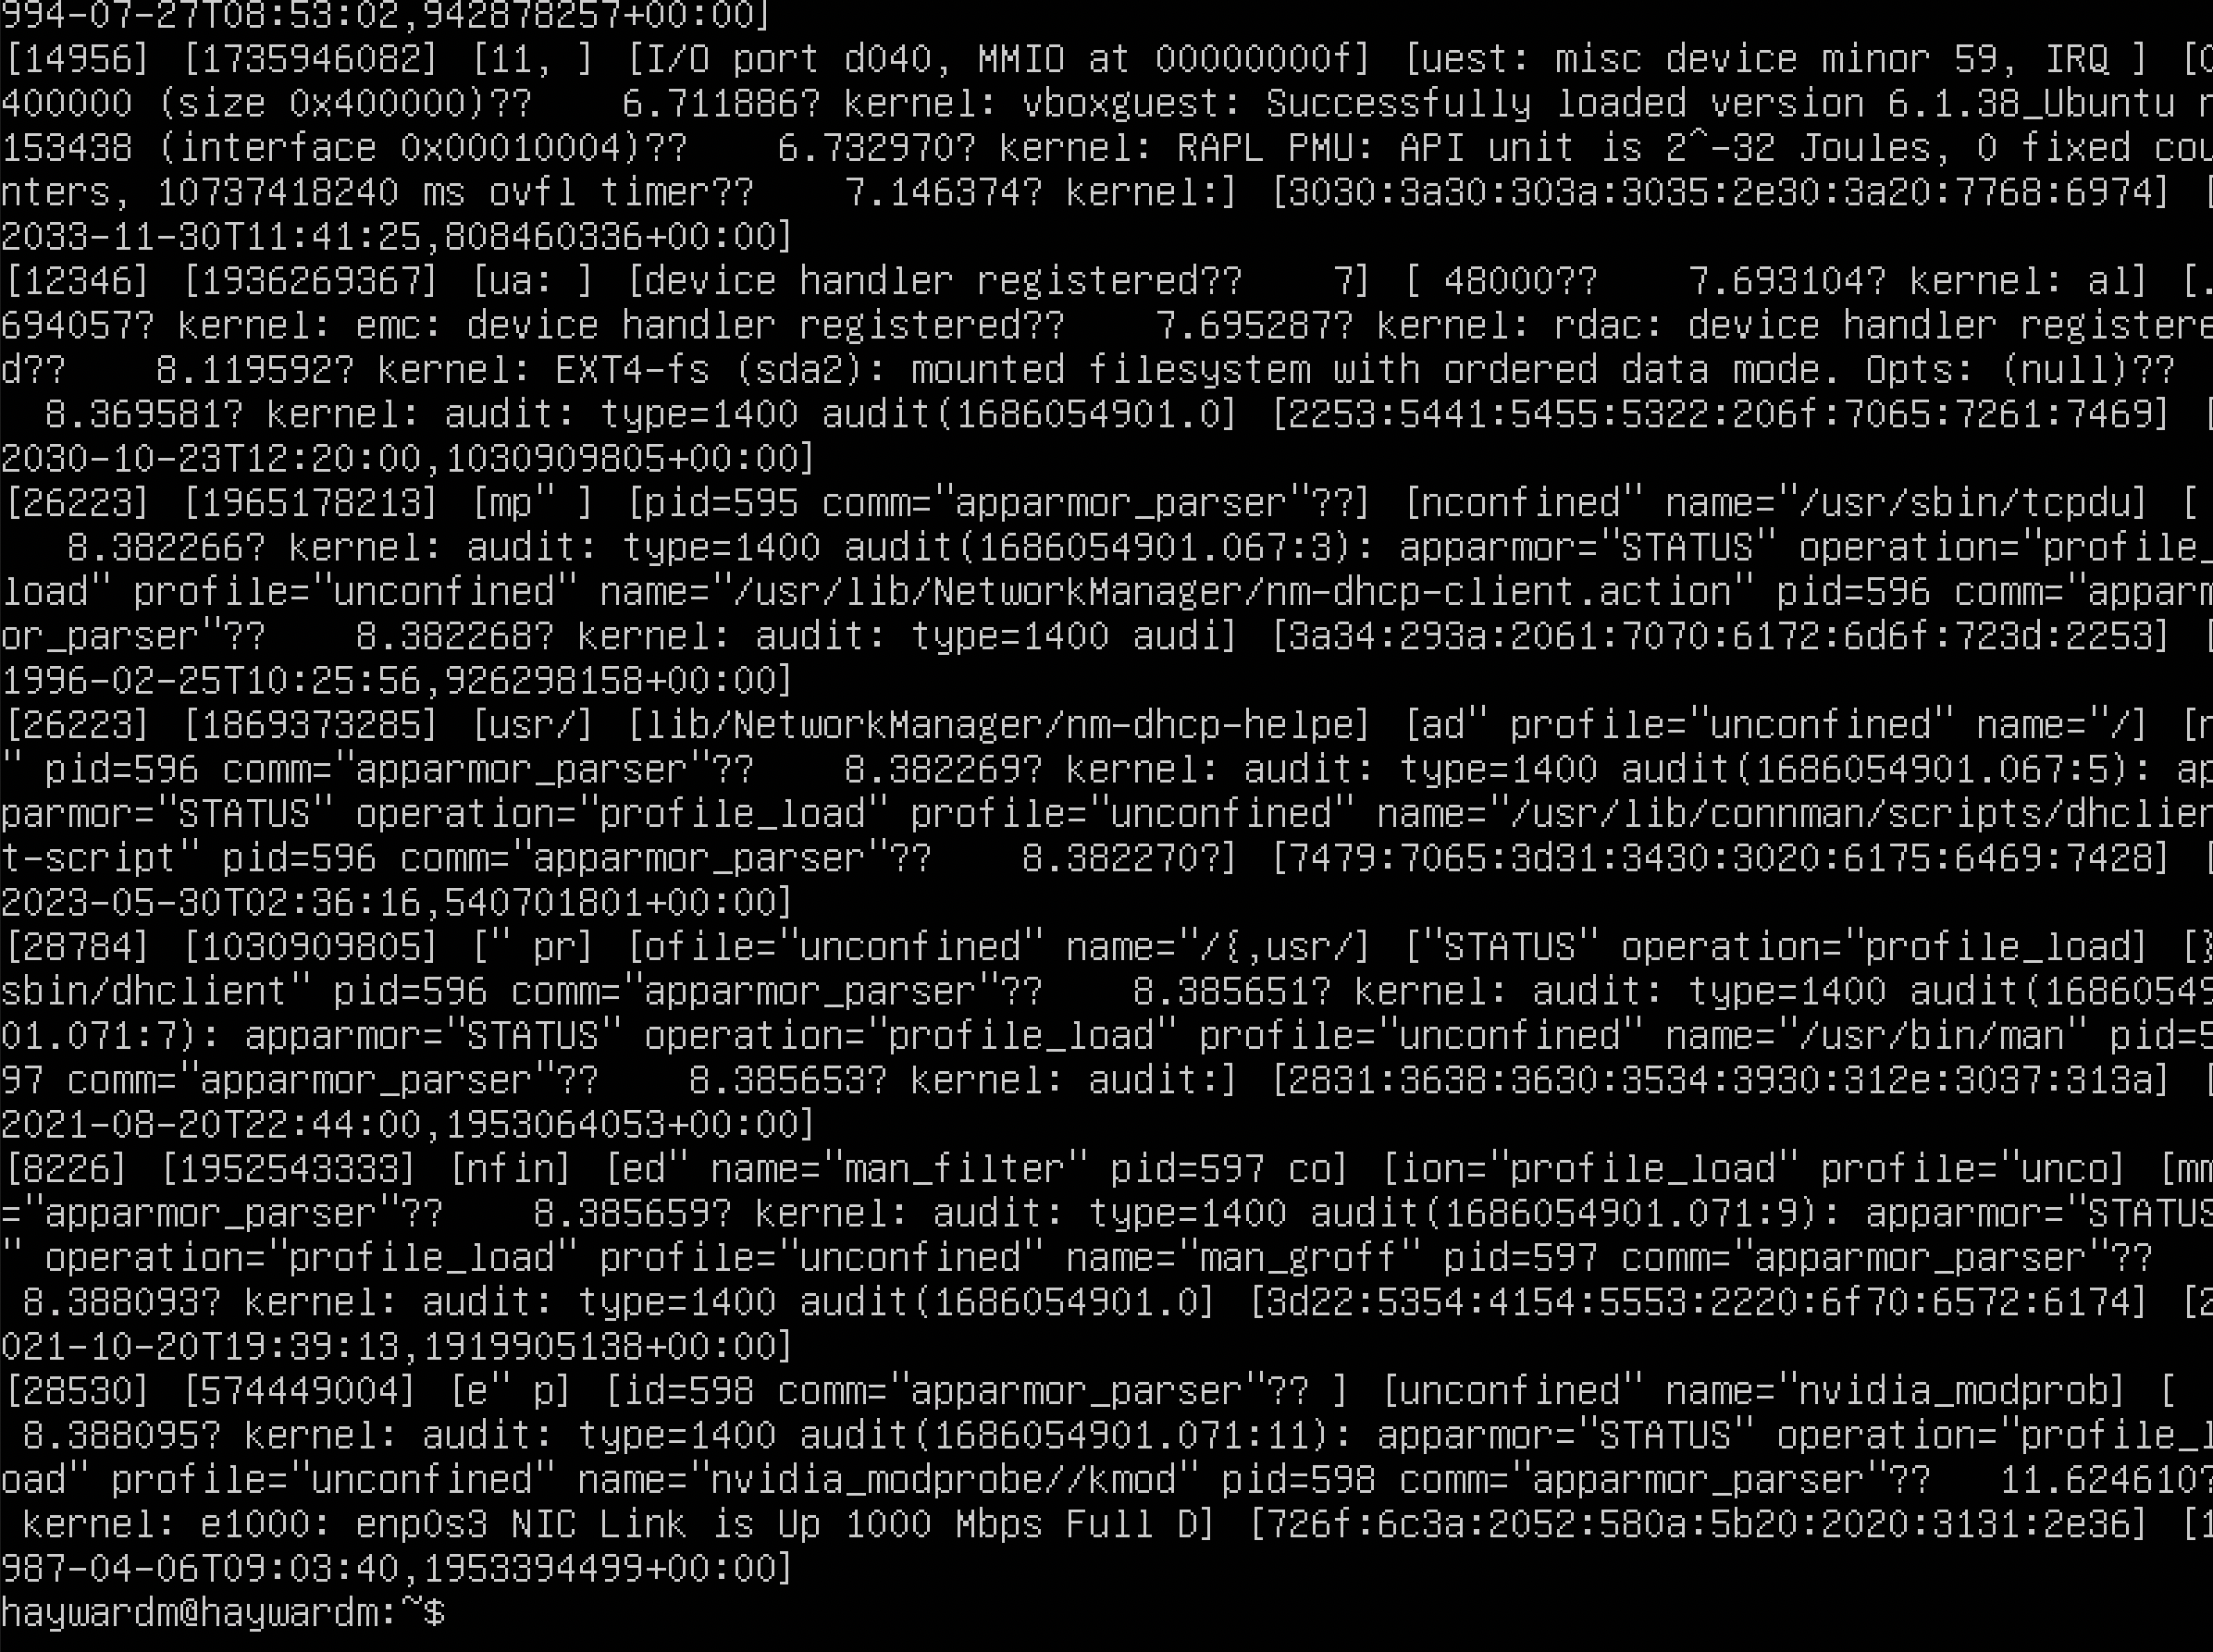 994-07-27T08:53:02,942878257+00:00]
[14956] [1735946082] [11, ] [I/O port d040, MMIO at 00000000f] [uest: misc device minor 59, IRQ ] [0
400000 (size 0x400000)??    6.711886? kernel: vboxguest: Successfully loaded version 6.1.38_Ubuntu r
153438 (interface 0x00010004)??    6.732970? kernel: RAPL PMU: API unit is 2^-32 Joules, 0 fixed cou
nters, 10737418240 ms ovfl timer??    7.146374? kernel:] [3030:3a30:303a:3035:2e30:3a20:7768:6974] [
2033-11-30T11:41:25,808460336+00:00]
[12346] [1936269367] [ua: ] [device handler registered??    7] [ 48000??    7.693104? kernel: al] [.
694057? kernel: emc: device handler registered??    7.695287? kernel: rdac: device handler registere
d??    8.119592? kernel: EXT4-fs (sda2): mounted filesystem with ordered data mode. Opts: (null)??
  8.369581? kernel: audit: type=1400 audit(1686054901.0] [2253:5441:5455:5322:206f:7065:7261:7469] [
2030-10-23T12:20:00,1030909805+00:00]
[26223] [1965178213] [mp" ] [pid=595 comm="apparmor_parser"??] [nconfined" name="/usr/sbin/tcpdu] [
   8.382266? kernel: audit: type=1400 audit(1686054901.067:3): apparmor="STATUS" operation="profile_
load" profile="unconfined" name="/usr/lib/NetworkManager/nm-dhcp-client.action" pid=596 comm="apparm
or_parser"??    8.382268? kernel: audit: type=1400 audi] [3a34:293a:2061:7070:6172:6d6f:723d:2253] [
1996-02-25T10:25:56,926298158+00:00]
[26223] [1869373285] [usr/] [lib/NetworkManager/nm-dhcp-helpe] [ad" profile="unconfined" name="/] [r
" pid=596 comm="apparmor_parser"??    8.382269? kernel: audit: type=1400 audit(1686054901.067:5): ap
parmor="STATUS" operation="profile_load" profile="unconfined" name="/usr/lib/connman/scripts/dhclien
t-script" pid=596 comm="apparmor_parser"??    8.382270?] [7479:7065:3d31:3430:3020:6175:6469:7428] [
2023-05-30T02:36:16,540701801+00:00]
[28784] [1030909805] [" pr] [ofile="unconfined" name="/{,usr/] ["STATUS" operation="profile_load] [}
sbin/dhclient" pid=596 comm="apparmor_parser"??    8.385651? kernel: audit: type=1400 audit(16860549
01.071:7): apparmor="STATUS" operation="profile_load" profile="unconfined" name="/usr/bin/man" pid=5
97 comm="apparmor_parser"??    8.385653? kernel: audit:] [2831:3638:3630:3534:3930:312e:3037:313a] [
2021-08-20T22:44:00,1953064053+00:00]
[8226] [1952543333] [nfin] [ed" name="man_filter" pid=597 co] [ion="profile_load" profile="unco] [mm
="apparmor_parser"??    8.385659? kernel: audit: type=1400 audit(1686054901.071:9): apparmor="STATUS
" operation="profile_load" profile="unconfined" name="man_groff" pid=597 comm="apparmor_parser"??
 8.388093? kernel: audit: type=1400 audit(1686054901.0] [3d22:5354:4154:5553:2220:6f70:6572:6174] [2
021-10-20T19:39:13,1919905138+00:00]
[28530] [574449004] [e" p] [id=598 comm="apparmor_parser"?? ] [unconfined" name="nvidia_modprob] [
 8.388095? kernel: audit: type=1400 audit(1686054901.071:11): apparmor="STATUS" operation="profile_l
oad" profile="unconfined" name="nvidia_modprobe//kmod" pid=598 comm="apparmor_parser"??   11.624610?
 kernel: e1000: enp0s3 NIC Link is Up 1000 Mbps Full D] [726f:6c3a:2052:580a:5b20:2020:3131:2e36] [1
987-04-06T09:03:40,1953394499+00:00]
haywardm@haywardm:~$